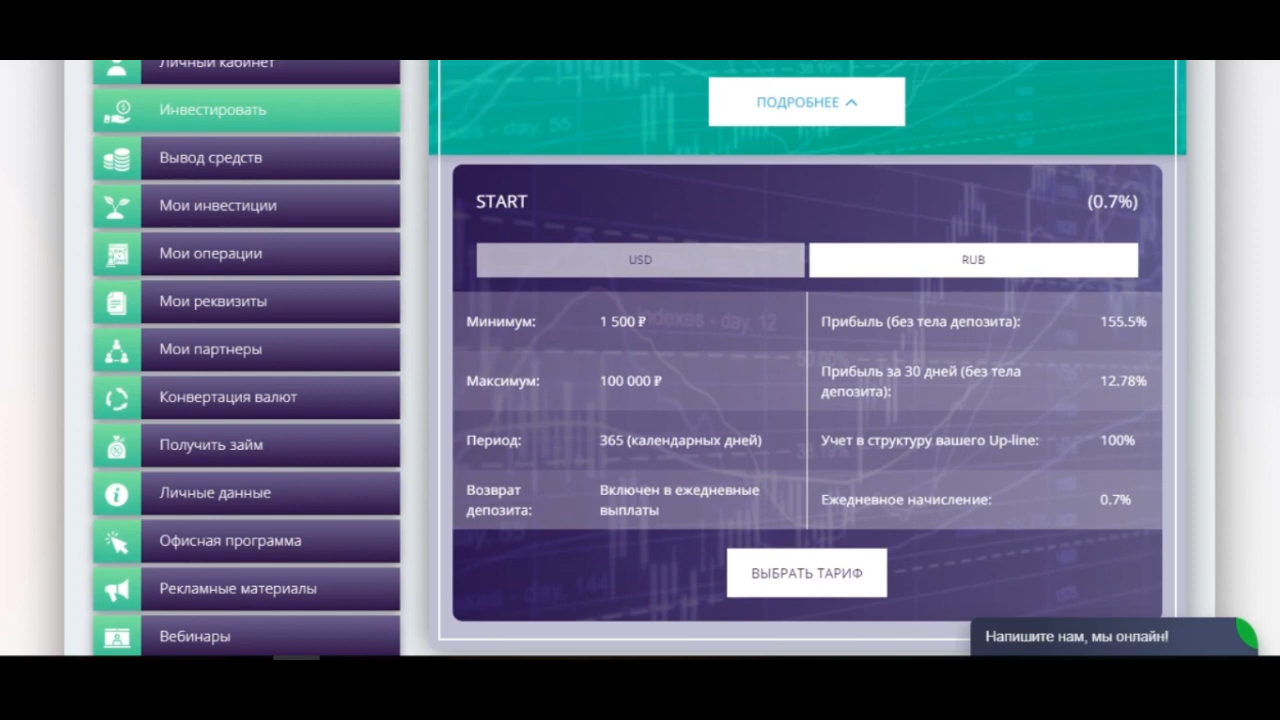 Личный кабинет
Инвестировать
Вывод средств
Мои инвестиции
Мои операции
Мои реквизиты
Мои партнеры
Конвертация валют
Получить займ
Личные данные
Офисная программа
Рекламные материалы
Вебинары
ПОДРОБНЕЕ
START (0.7%)
USD RUB
Минимум: 1 500 ₽
Прибыль (без тела депозита): 155.5%
Максимум: 100 000 ₽
Прибыль за 30 дней (без тела
депозита): 12.78%
Период: 365 (календарных дней)
Учет в структуру вашего Up-line: 100%
Возврат
депозита:
Включен в ежедневные
выплаты
Ежедневное начисление: 0.7%
ВЫБРАТЬ ТАРИФ
Напишите нам, мы онлайн!